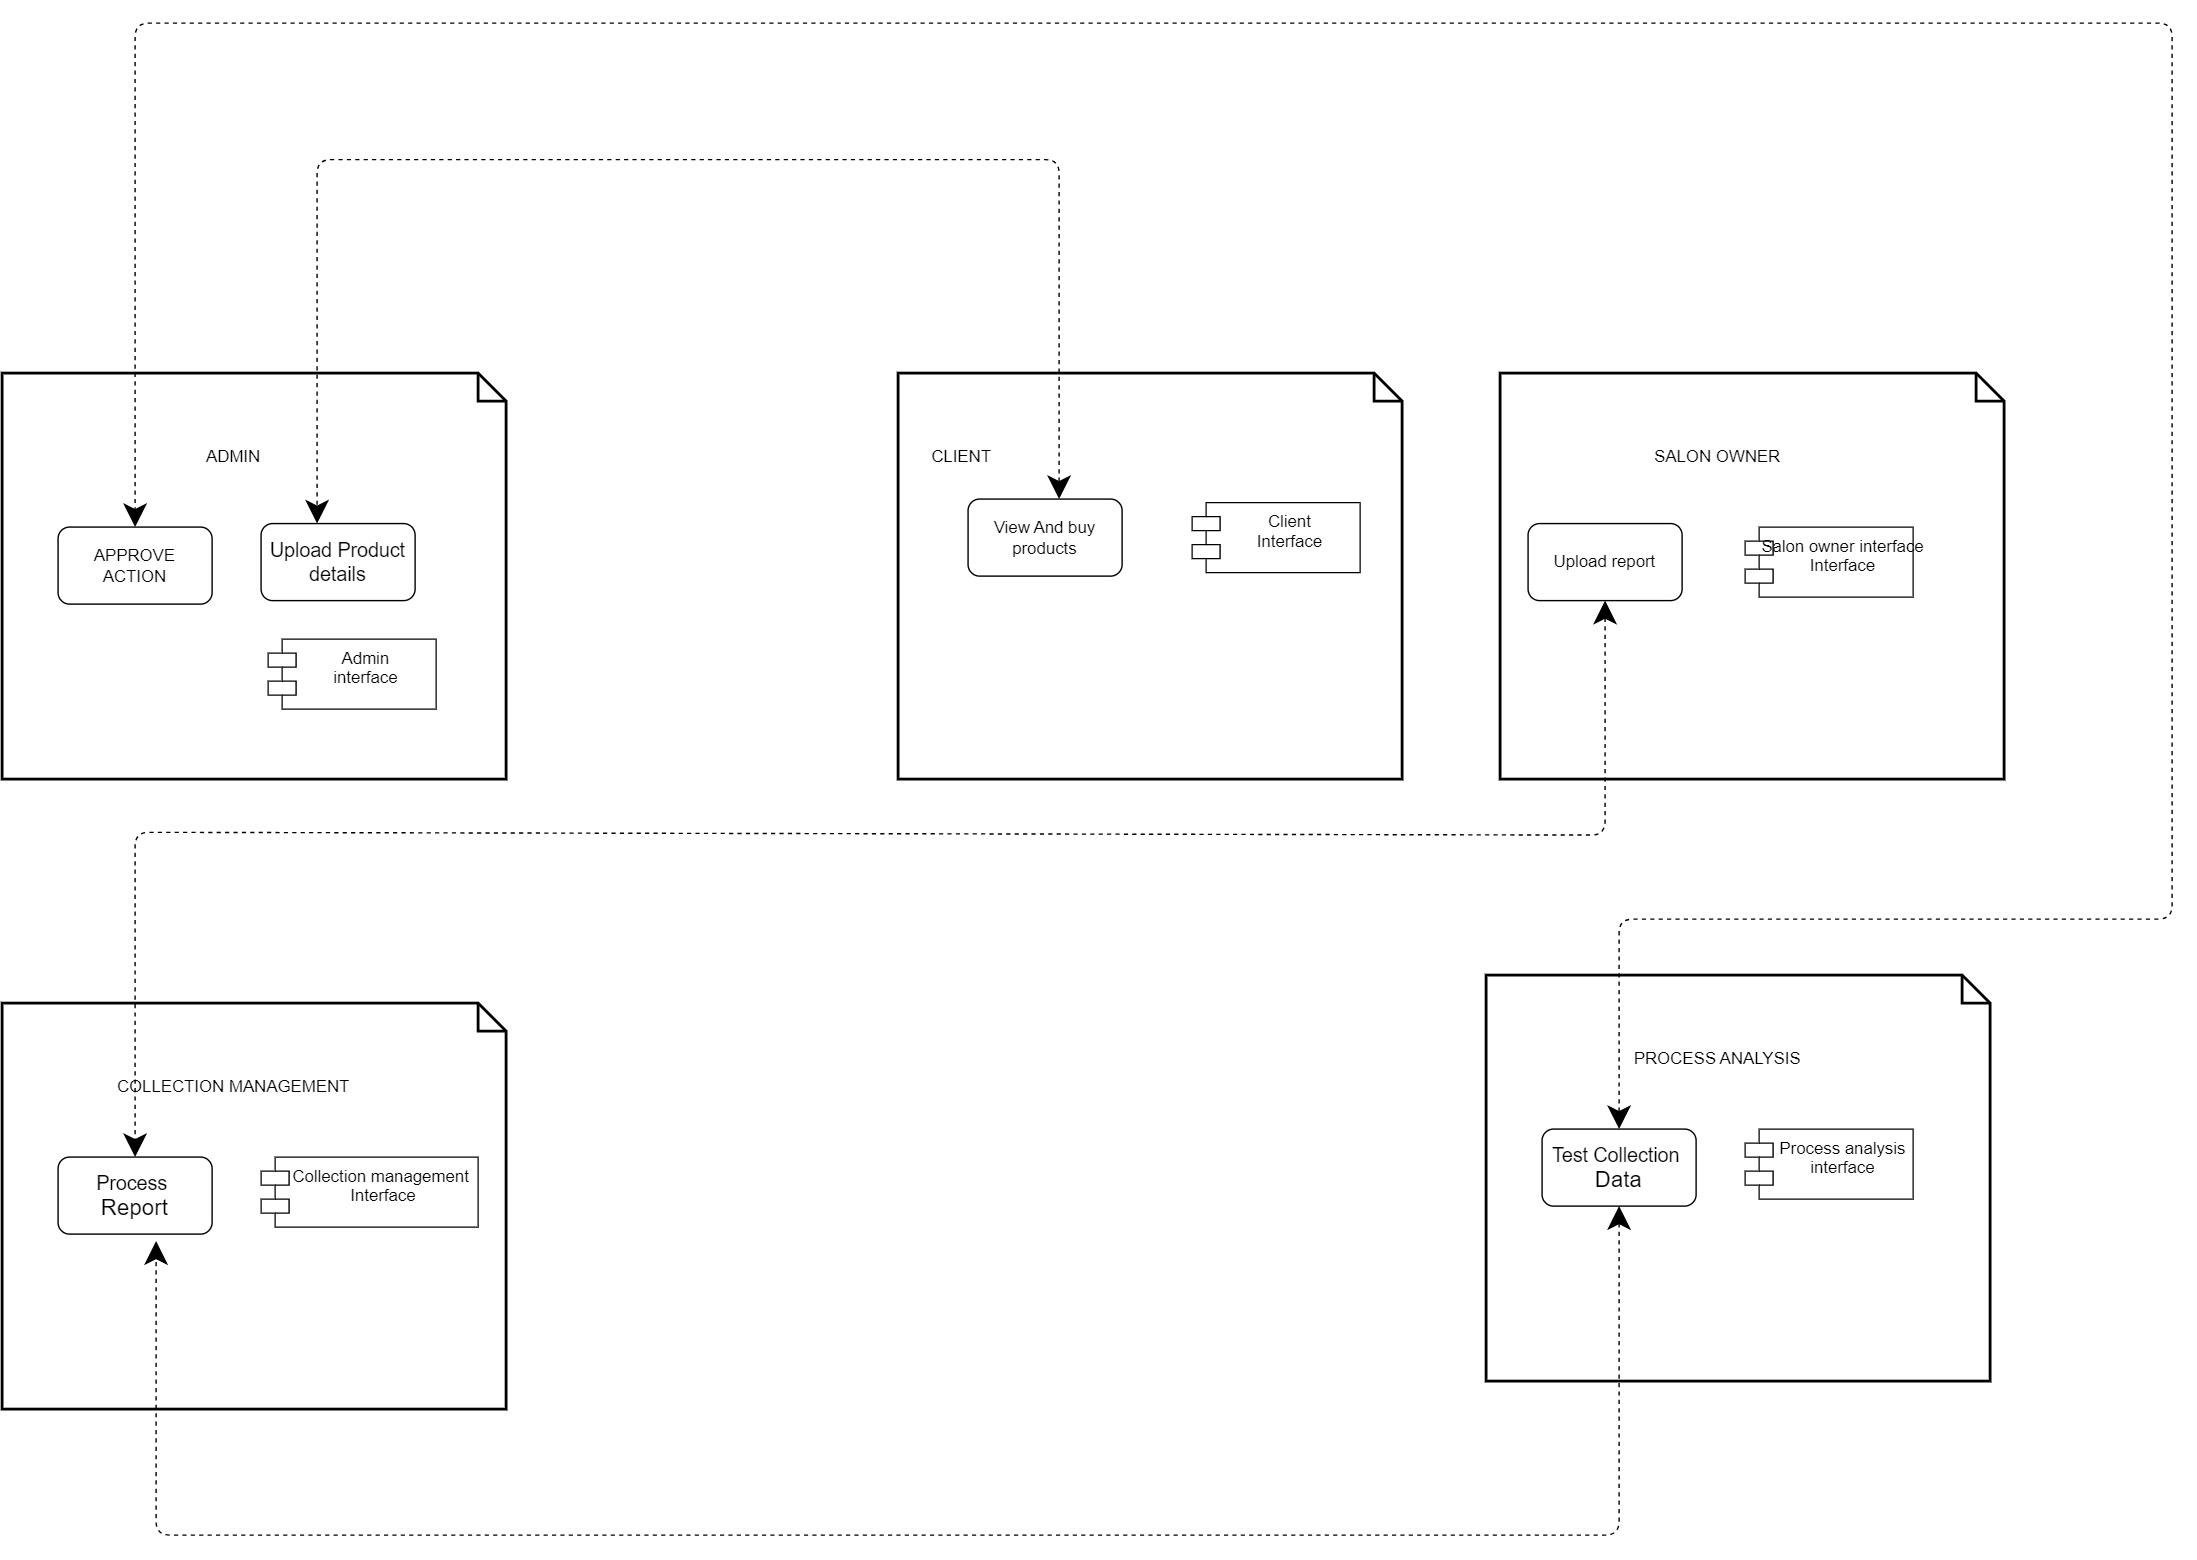 ADMIN
APPROVE
ACTION
Upload Product
details
Admin
interface
CLIENT
View And buy
products
Client
Interface
SALON OWNER
Upload report
Salon owner interface
Interface
COLLECTION MANAGEMENT
Process
Report
Collection management
Interface
PROCESS ANALYSIS
Test Collection
Data
Process analysis
interface